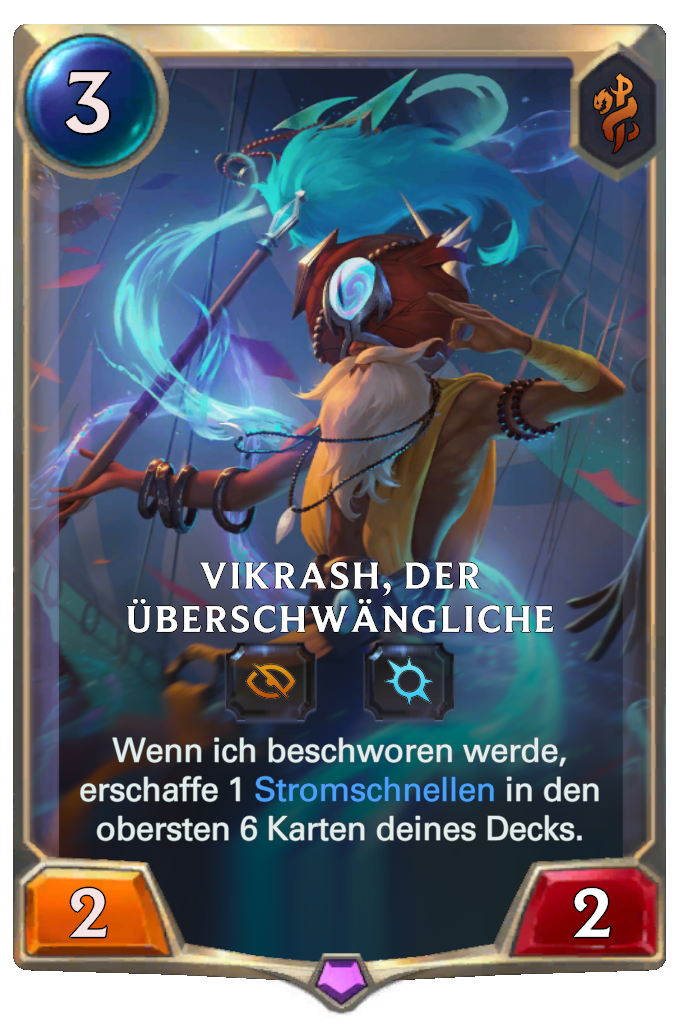 3
VIKRASH, DER
ÜBERSCHWÄNGLICHE
Wenn ich beschworen werde,
erschaffe 1 Stromschnellen in den
obersten 6 Karten deines Decks.
2
2